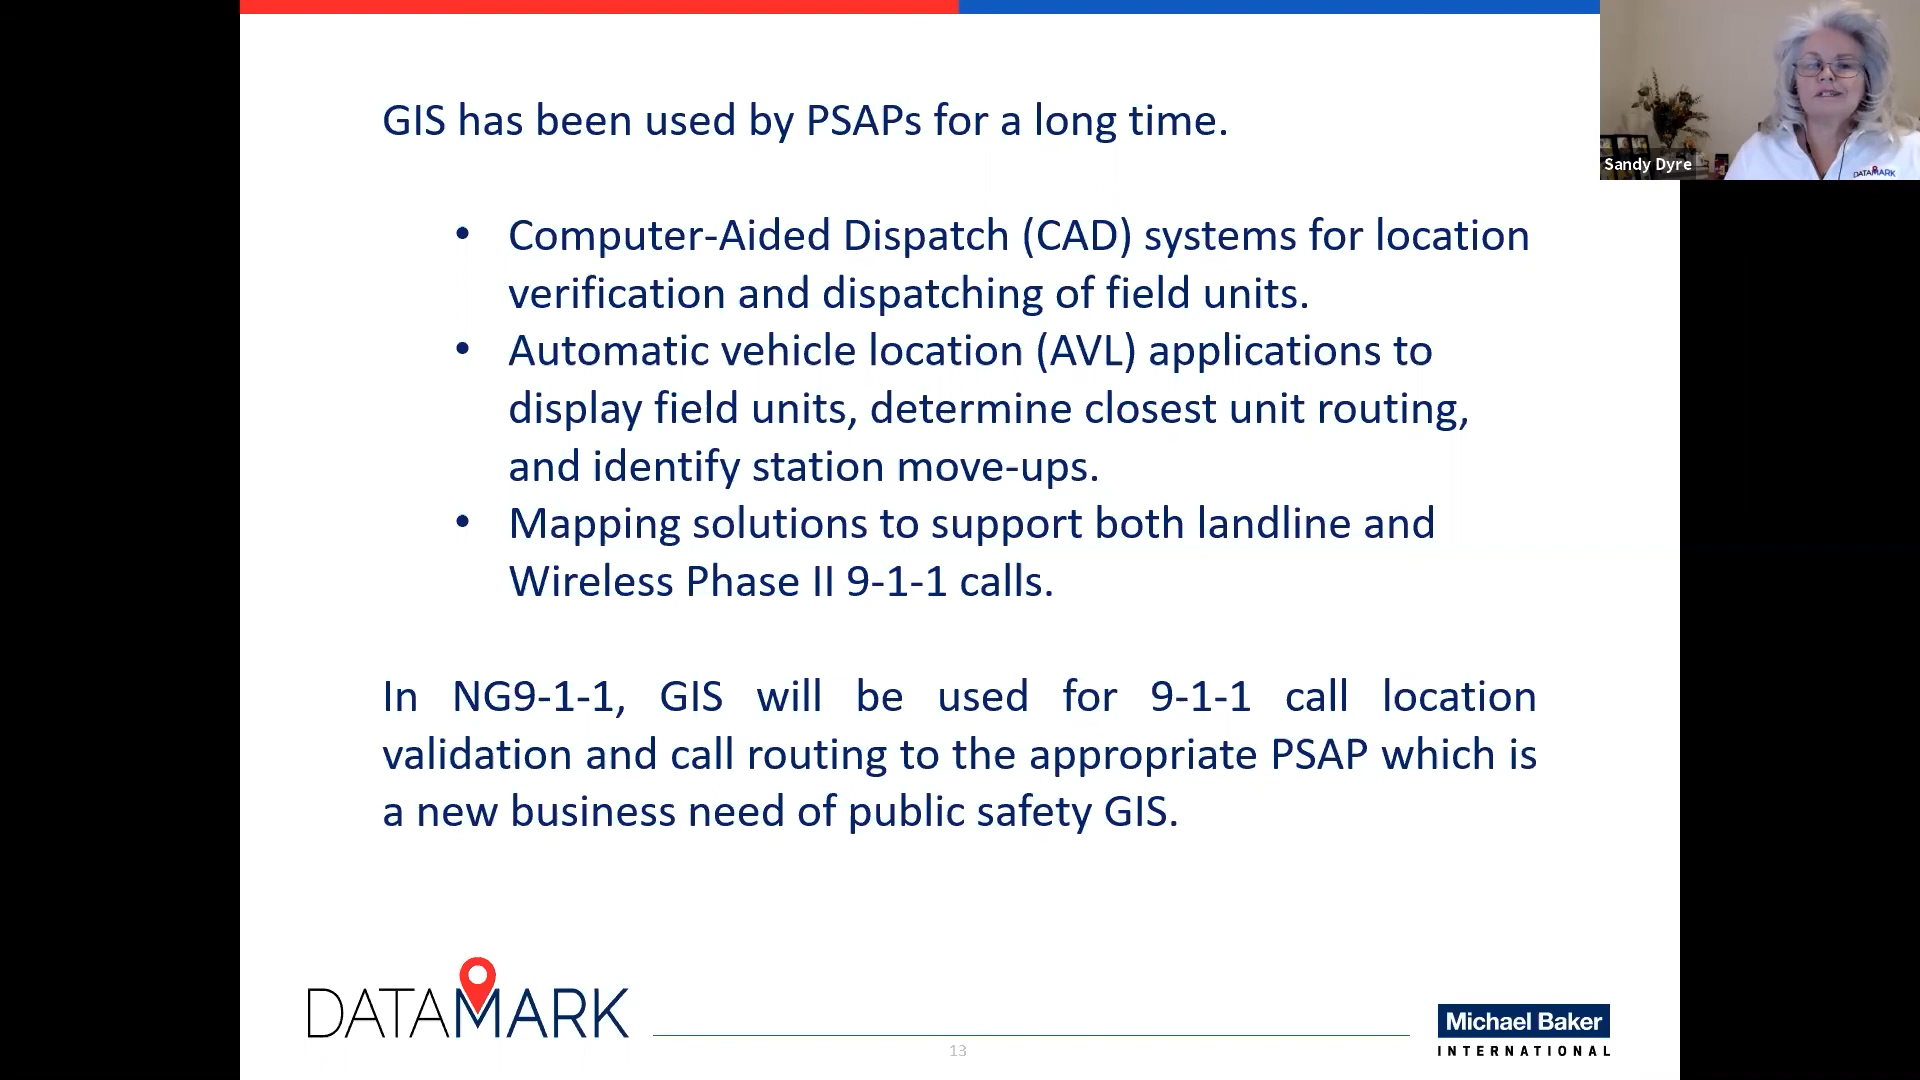 GIS has been used by PSAPs for a long time.
• Computer-Aided Dispatch (CAD) systems for location
verification and dispatching of field units.
• Automatic vehicle location (AVL) applications to
display field units, determine closest unit routing,
and identify station move-ups.
• Mapping solutions to support both landline and
Wireless Phase II 9-1-1 calls.
In NG9-1-1, GIS will be used for 9-1-1 call location
validation and call routing to the appropriate PSAP which is
a new business need of public safety GIS.
DATAMARK
13
Michael Baker
INTERNATIONAL
Sandy Dyre
DATAMARK